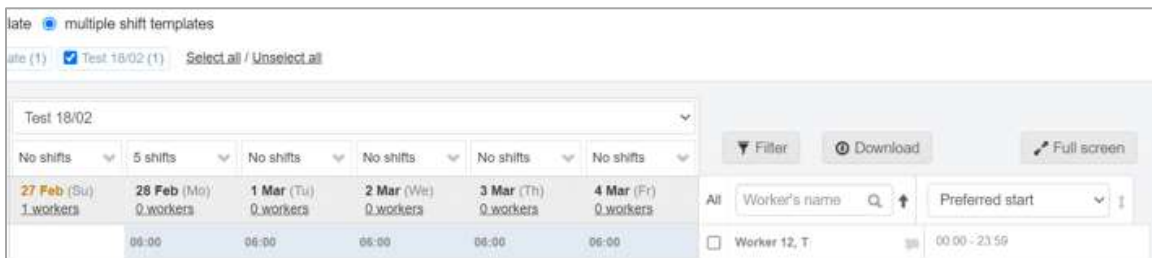 late multiple shift templates
ate (1) Test 18/02 (1) Select all / Unselect all
Test 18/02
Filter Download Full screen
No shifts 5 shifts No shifts No shifts No shifts No shifts
27 Feb (Su) 28 Feb (Mo) 1 Mar (Tu) 2 Mar (We) 3 Mar (Th) 4 Mar (Fr)
1 workers 0 workers 0 workers 0 workers 0 workers 0 workers
All Worker's name Preferred start
06:00 06:00 06:00 06:00 06:00
Worker 12, T 00:00 - 23:59